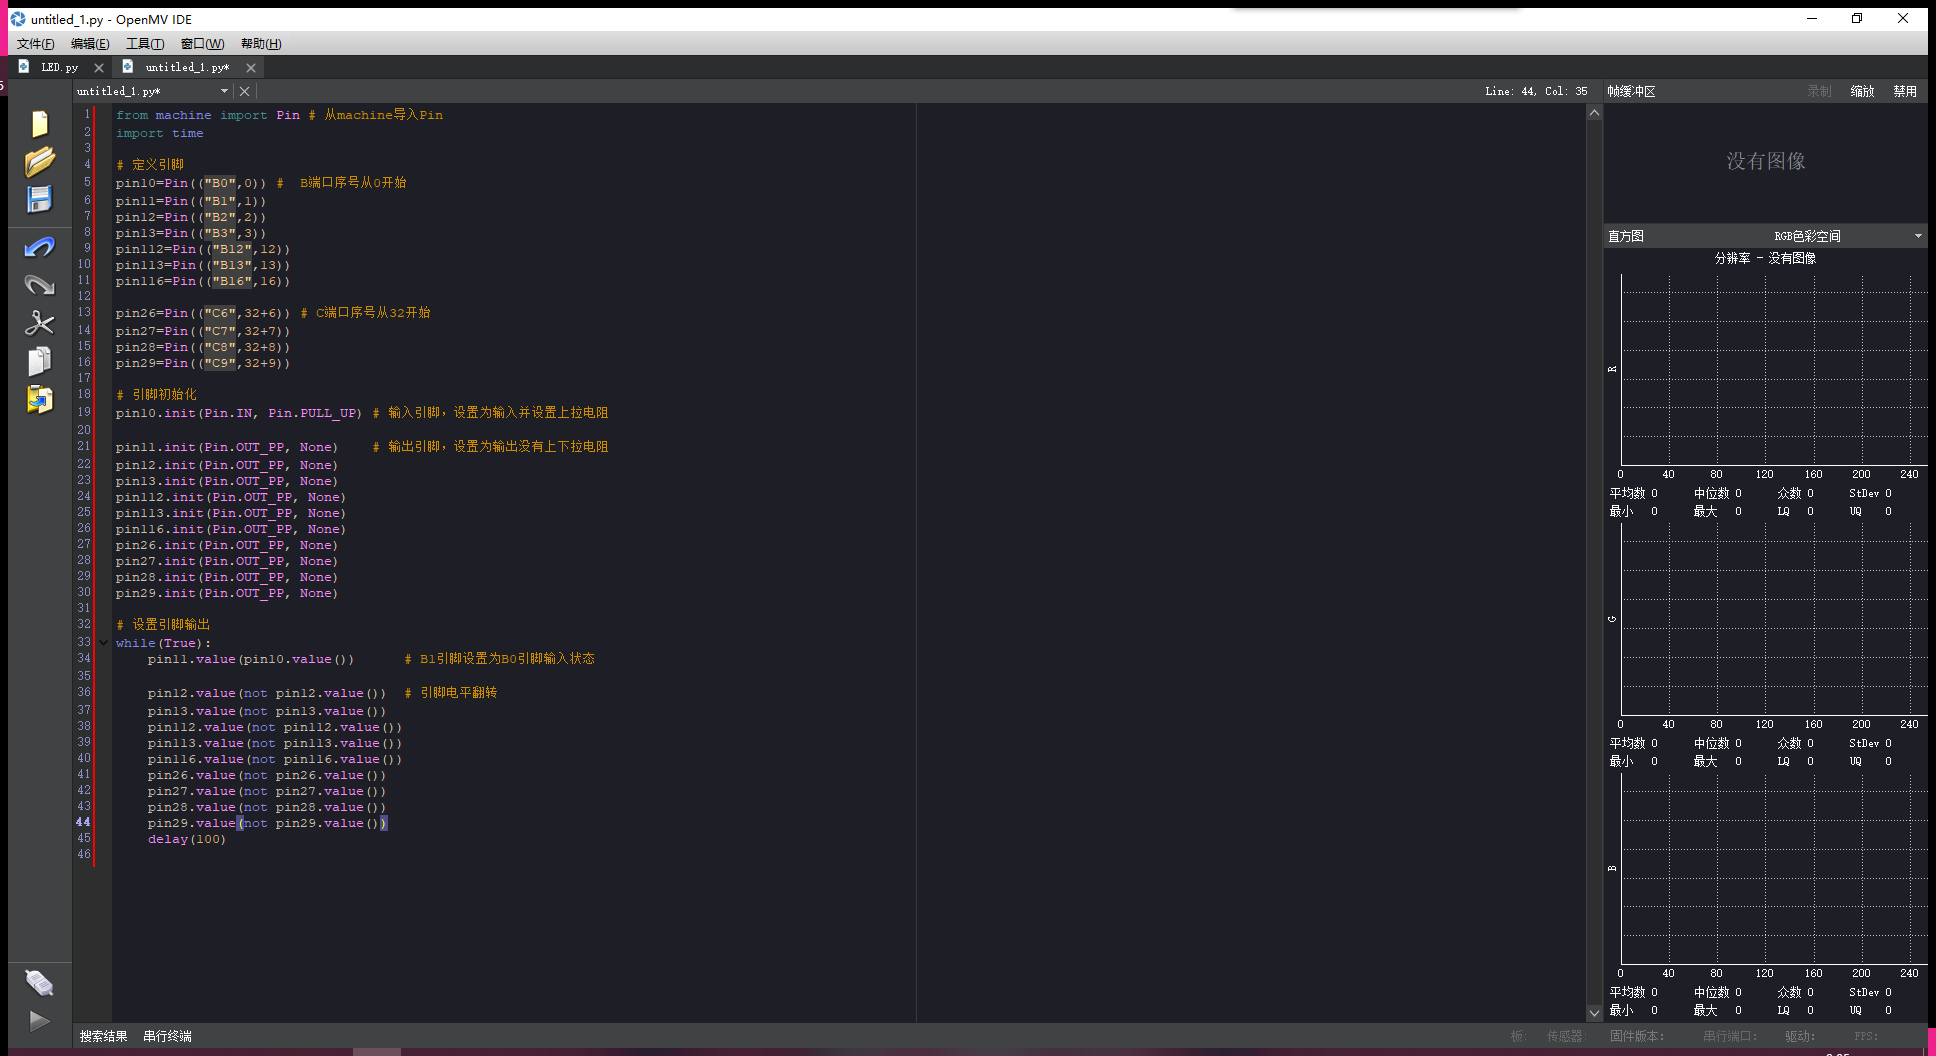 untitled_1.py - OpenMV IDE
文件(F) 编辑(E) 工具(T) 窗口(W) 帮助(H)
LED.py untitled_1.py*
untitled_1.py* Line: 44, Col: 35 帧缓冲区 录制 缩放 禁用
1 from machine import Pin # 从machine导入Pin
2 import time
3
4 # 定义引脚
5 pin10=Pin(("B0",0)) #  B端口序号从0开始
6 pin11=Pin(("B1",1))
7 pin12=Pin(("B2",2))
8 pin13=Pin(("B3",3))
9 pin112=Pin(("B12",12))
10 pin113=Pin(("B13",13))
11 pin116=Pin(("B16",16))
12
13 pin26=Pin(("C6",32+6)) # C端口序号从32开始
14 pin27=Pin(("C7",32+7))
15 pin28=Pin(("C8",32+8))
16 pin29=Pin(("C9",32+9))
17
18 # 引脚初始化
19 pin10.init(Pin.IN, Pin.PULL_UP) # 输入引脚，设置为输入并设置上拉电阻
20
21 pin11.init(Pin.OUT_PP, None)    # 输出引脚，设置为输出没有上下拉电阻
22 pin12.init(Pin.OUT_PP, None)
23 pin13.init(Pin.OUT_PP, None)
24 pin112.init(Pin.OUT_PP, None)
25 pin113.init(Pin.OUT_PP, None)
26 pin116.init(Pin.OUT_PP, None)
27 pin26.init(Pin.OUT_PP, None)
28 pin27.init(Pin.OUT_PP, None)
29 pin28.init(Pin.OUT_PP, None)
30 pin29.init(Pin.OUT_PP, None)
31
32 # 设置引脚输出
33 while(True):
34     pin11.value(pin10.value())      # B1引脚设置为B0引脚输入状态
35
36     pin12.value(not pin12.value())  # 引脚电平翻转
37     pin13.value(not pin13.value())
38     pin112.value(not pin112.value())
39     pin113.value(not pin113.value())
40     pin116.value(not pin116.value())
41     pin26.value(not pin26.value())
42     pin27.value(not pin27.value())
43     pin28.value(not pin28.value())
44     pin29.value(not pin29.value())
45     delay(100)
46
没有图像
直方图 RGB色彩空间
分辨率 - 没有图像
R
0 40 80 120 160 200 240
平均数 0 中位数 0 众数 0 StDev 0
最小 0 最大 0 LQ 0 UQ 0
G
0 40 80 120 160 200 240
平均数 0 中位数 0 众数 0 StDev 0
最小 0 最大 0 LQ 0 UQ 0
B
0 40 80 120 160 200 240
平均数 0 中位数 0 众数 0 StDev 0
最小 0 最大 0 LQ 0 UQ 0
搜索结果 串行终端 板: 传感器: 固件版本: 串行端口: 驱动: FPS: